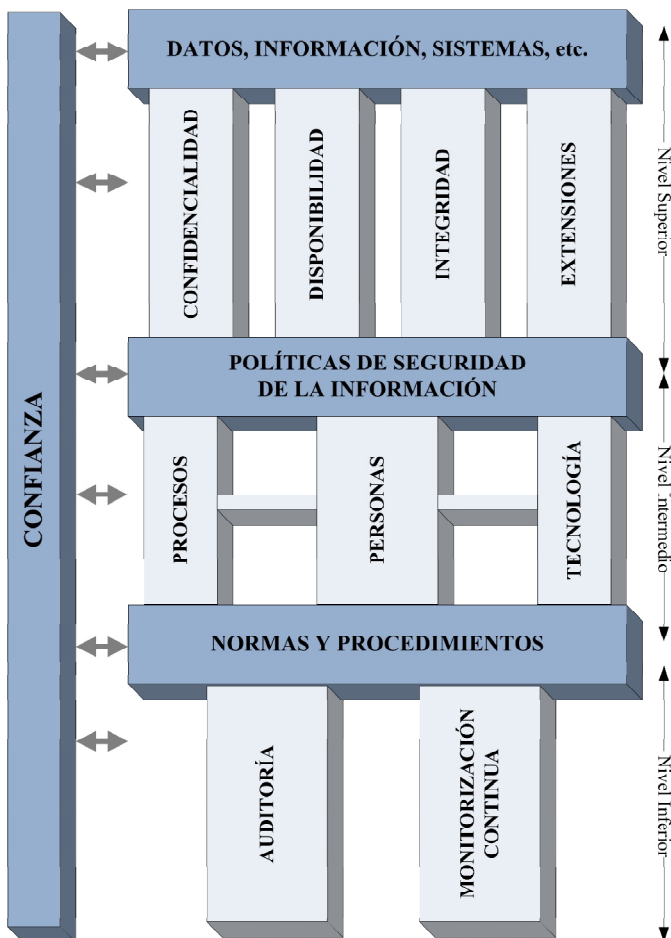 DATOS, INFORMACIÓN, SISTEMAS, etc.
CONFIDENCIALIDAD
DISPONIBILIDAD
INTEGRIDAD
EXTENSIONES
Nivel Superior
POLÍTICAS DE SEGURIDAD
DE LA INFORMACIÓN
CONFIANZA
PROCESOS
PERSONAS
TECNOLOGÍA
Nivel Intermedio
NORMAS Y PROCEDIMIENTOS
AUDITORÍA
MONITORIZACIÓN
CONTINUA
Nivel Inferior